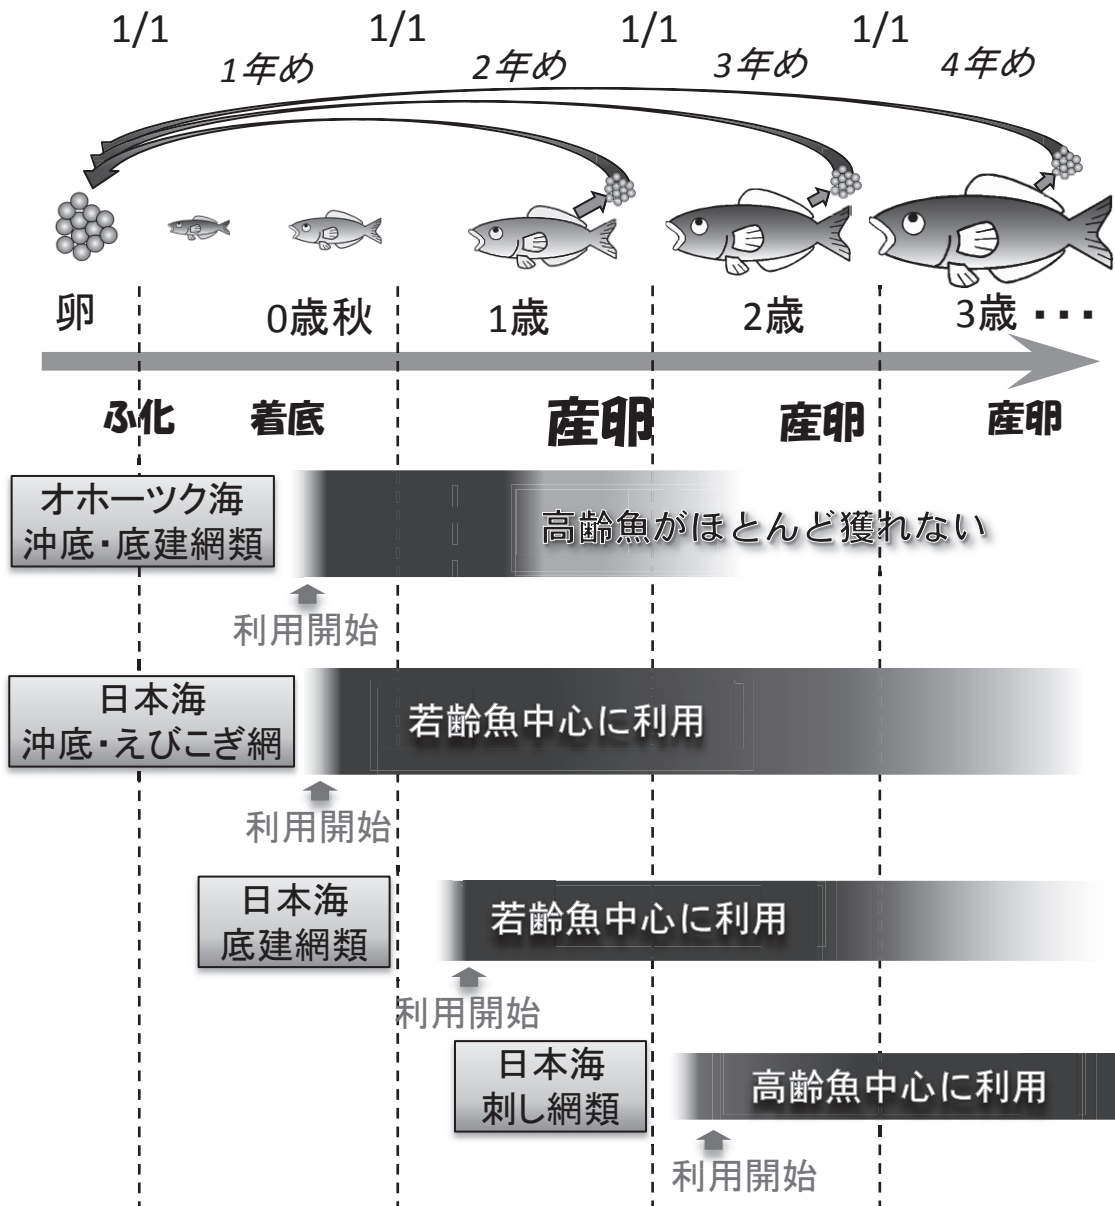 1/1
1/1
1/1
1/1
1年め
2年め
3年め
4年め
卵
0歳秋
1歳
2歳
3歳・・・
ふ化
着底
産卵
産卵
産卵
オホーツク海
沖底・底建網類
高齢魚がほとんど獲れない
利用開始
日本海
沖底・えびこぎ網
若齢魚中心に利用
利用開始
日本海
底建網類
若齢魚中心に利用
利用開始
日本海
刺し網類
高齢魚中心に利用
利用開始